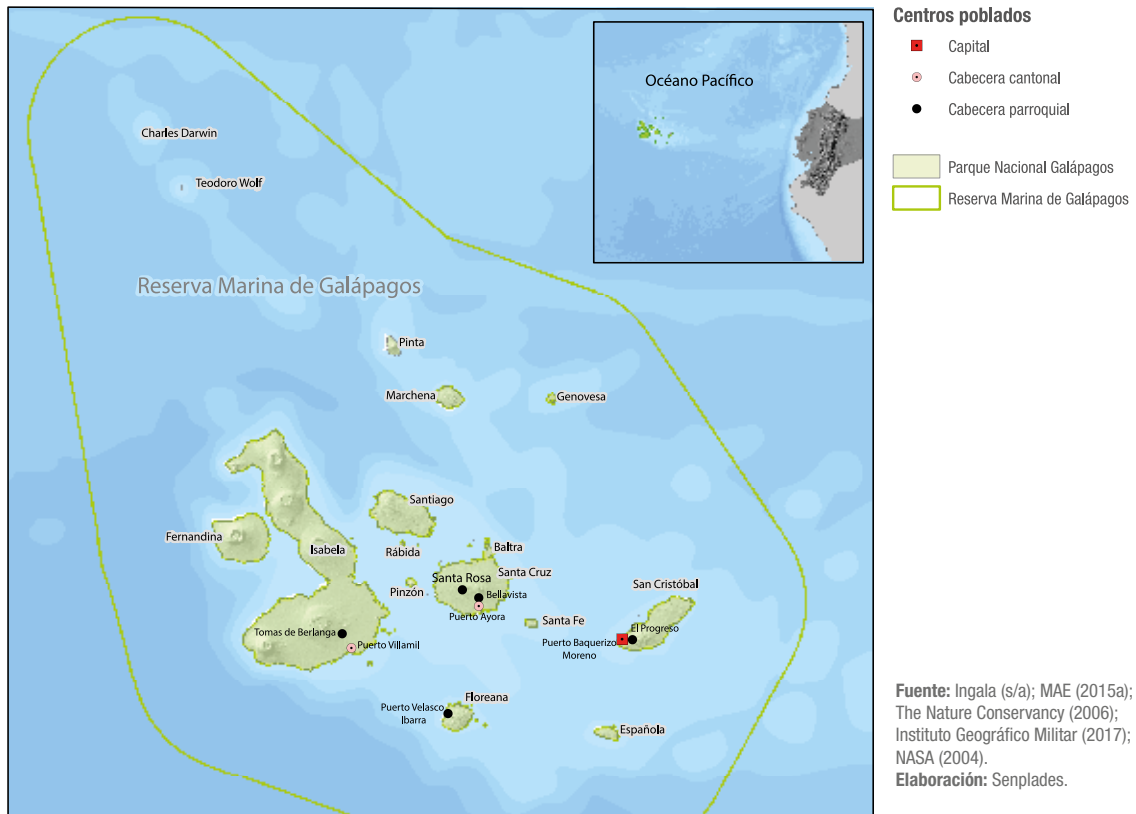 Centros poblados
Capital
Cabecera cantonal
Cabecera parroquial
Parque Nacional Galápagos
Reserva Marina de Galápagos
Océano Pacífico
Charles Darwin
Teodoro Wolf
Reserva Marina de Galápagos
Pinta
Marchena
Genovesa
Santiago
Fernandina
Isabela
Rábida
Baltra
Santa Cruz
Santa Rosa
Pinzón
Bellavista
Puerto Ayora
San Cristóbal
Santa Fe
El Progreso
Tomas de Berlanga
Puerto Villamil
Puerto Baquerizo
Moreno
Floreana
Puerto Velasco
Ibarra
Española
Fuente: Ingala (s/a); MAE (2015a);
The Nature Conservancy (2006);
Instituto Geográfico Militar (2017);
NASA (2004).
Elaboración: Senplades.